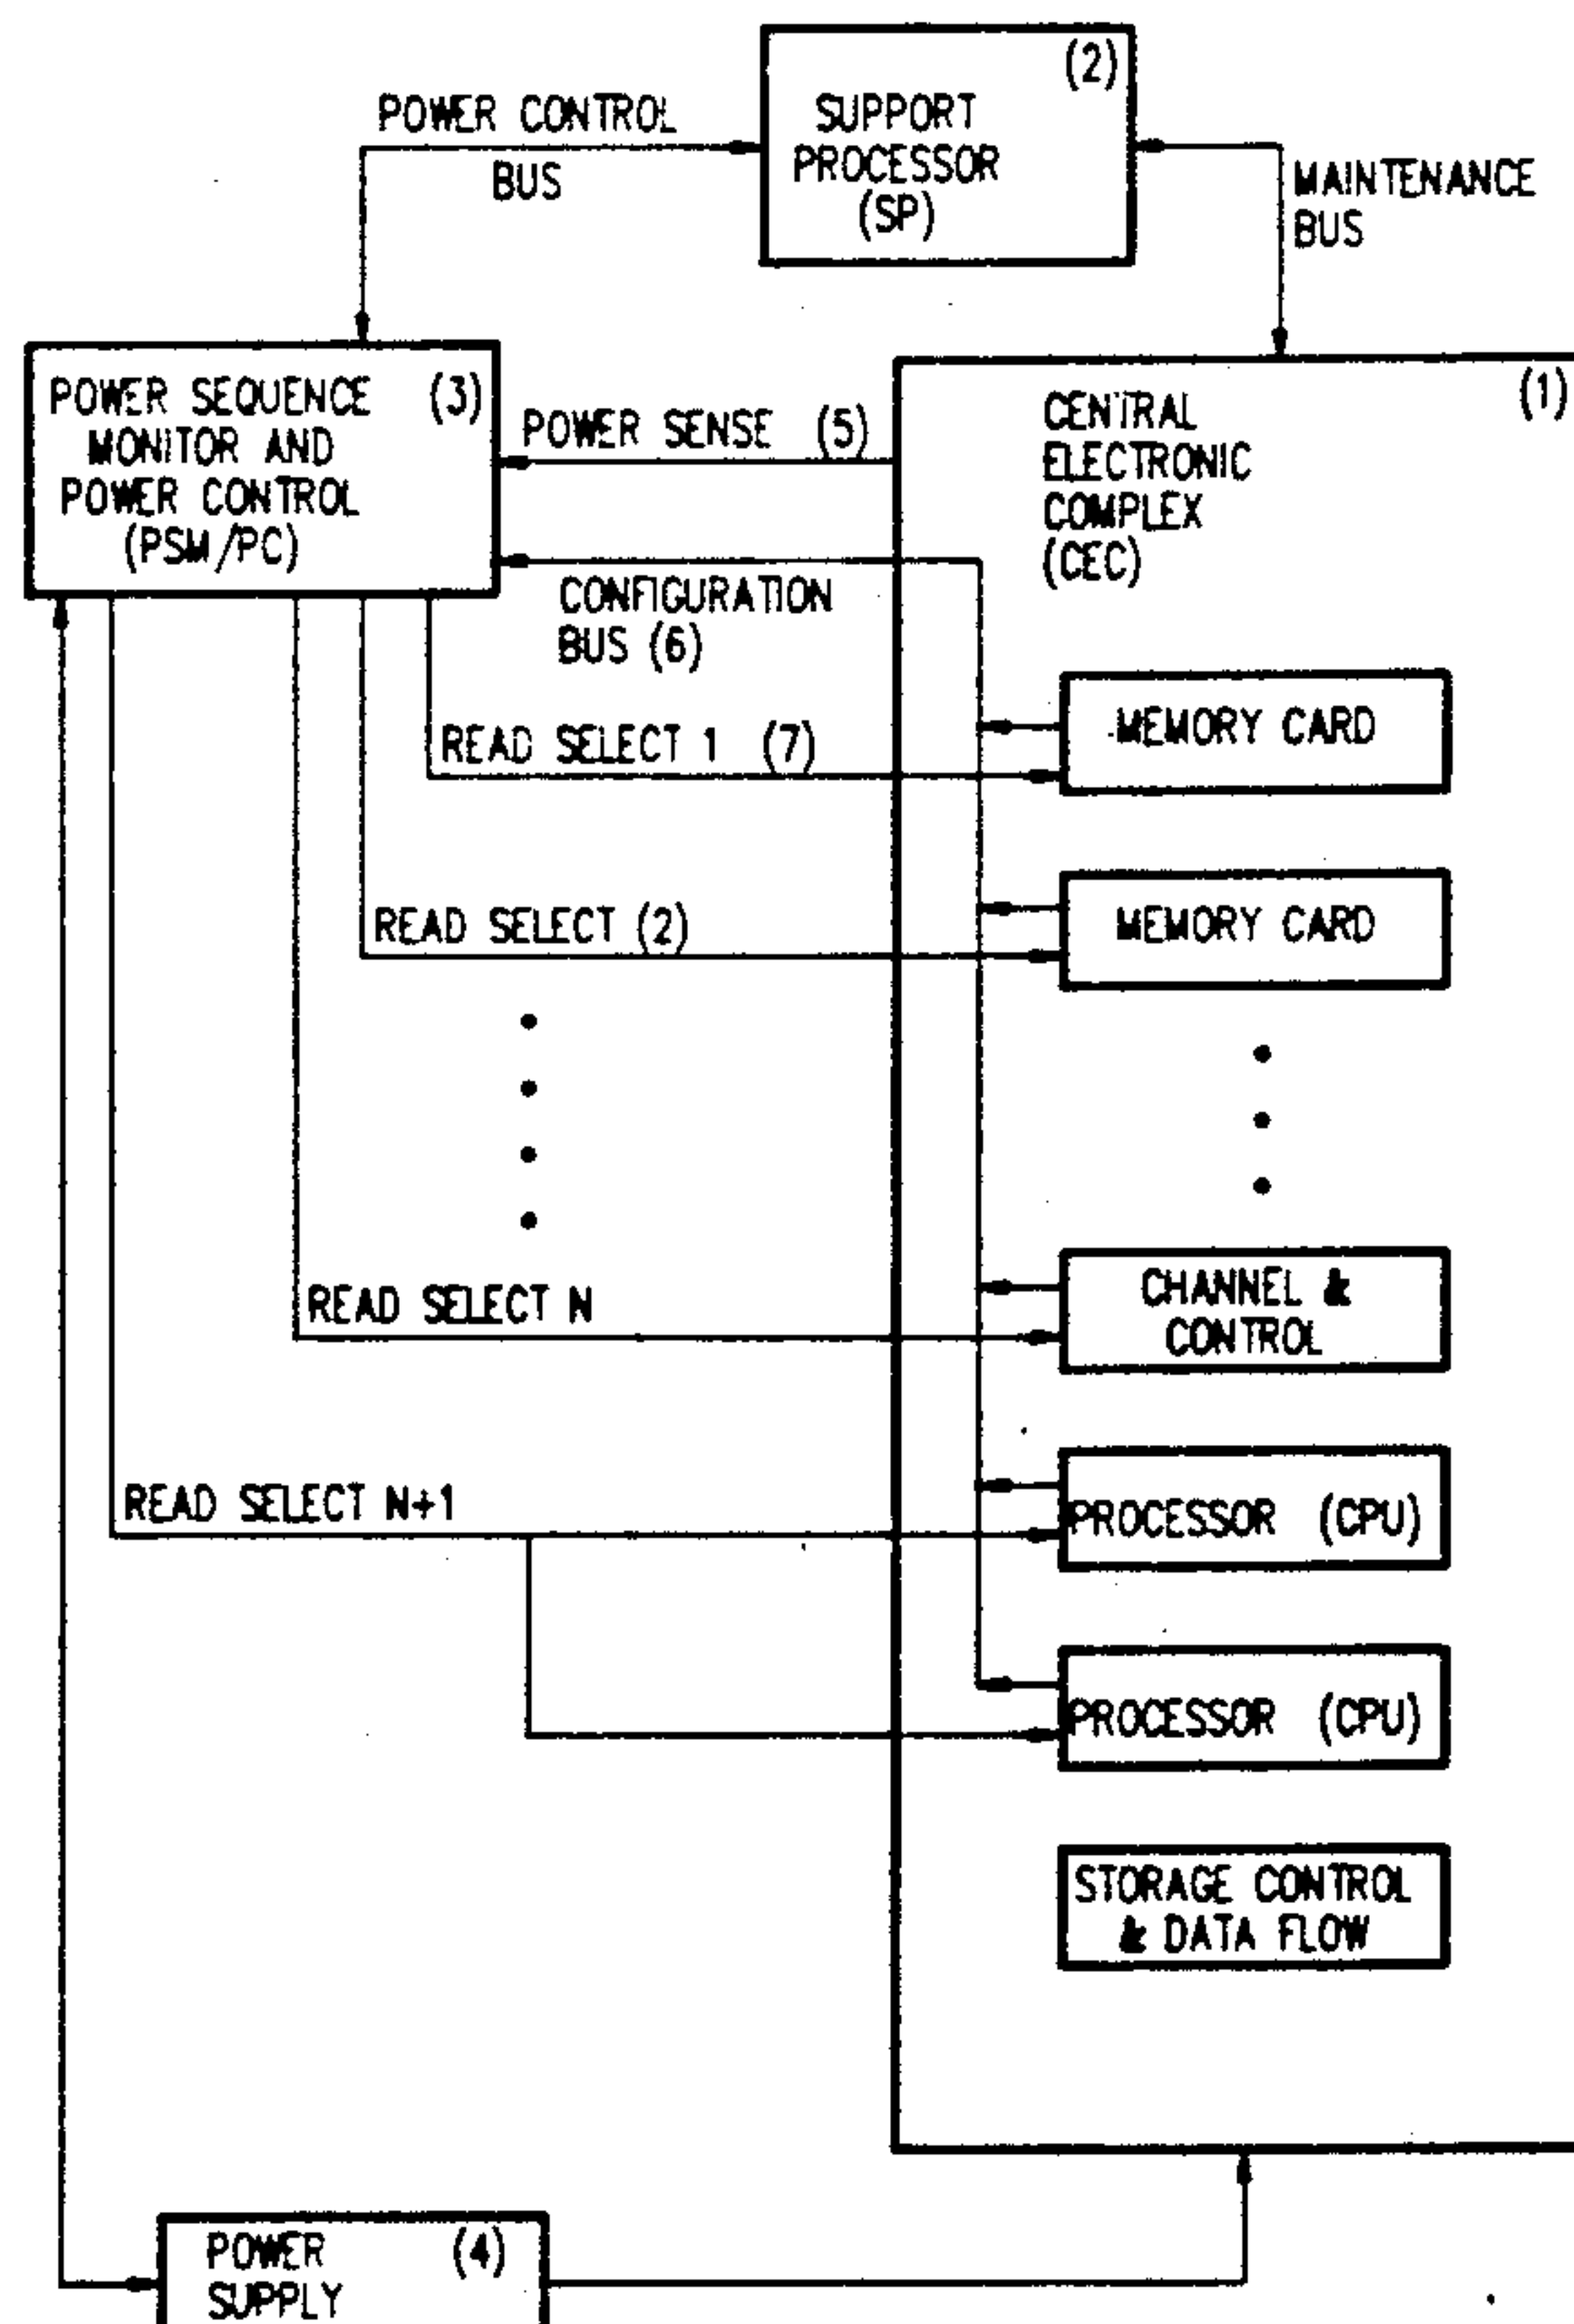 (2)
SUPPORT
PROCESSOR
(SP)
POWER CONTROL
BUS
MAINTENANCE
BUS
POWER SEQUENCE (3)
MONITOR AND
POWER CONTROL
(PSM/PC)
POWER SENSE (5)
CONFIGURATION
BUS (6)
(1)
CENTRAL
ELECTRONIC
COMPLEX
(CEC)
READ SELECT 1 (7)
MEMORY CARD
READ SELECT (2)
MEMORY CARD
READ SELECT N
CHANNEL &
CONTROL
READ SELECT N+1
PROCESSOR (CPU)
PROCESSOR (CPU)
STORAGE CONTROL
& DATA FLOW
POWER (4)
SUPPLY